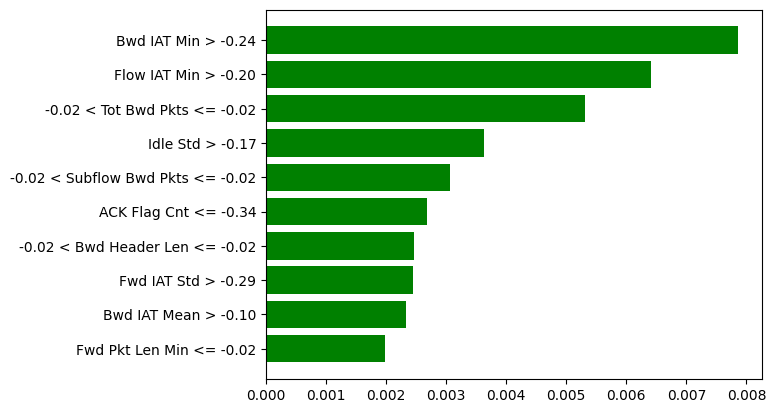 Bwd IAT Min > -0.24
Flow IAT Min > -0.20
-0.02 < Tot Bwd Pkts <= -0.02
Idle Std > -0.17
-0.02 < Subflow Bwd Pkts <= -0.02
ACK Flag Cnt <= -0.34
-0.02 < Bwd Header Len <= -0.02
Fwd IAT Std > -0.29
Bwd IAT Mean > -0.10
Fwd Pkt Len Min <= -0.02
0.000 0.001 0.002 0.003 0.004 0.005 0.006 0.007 0.008